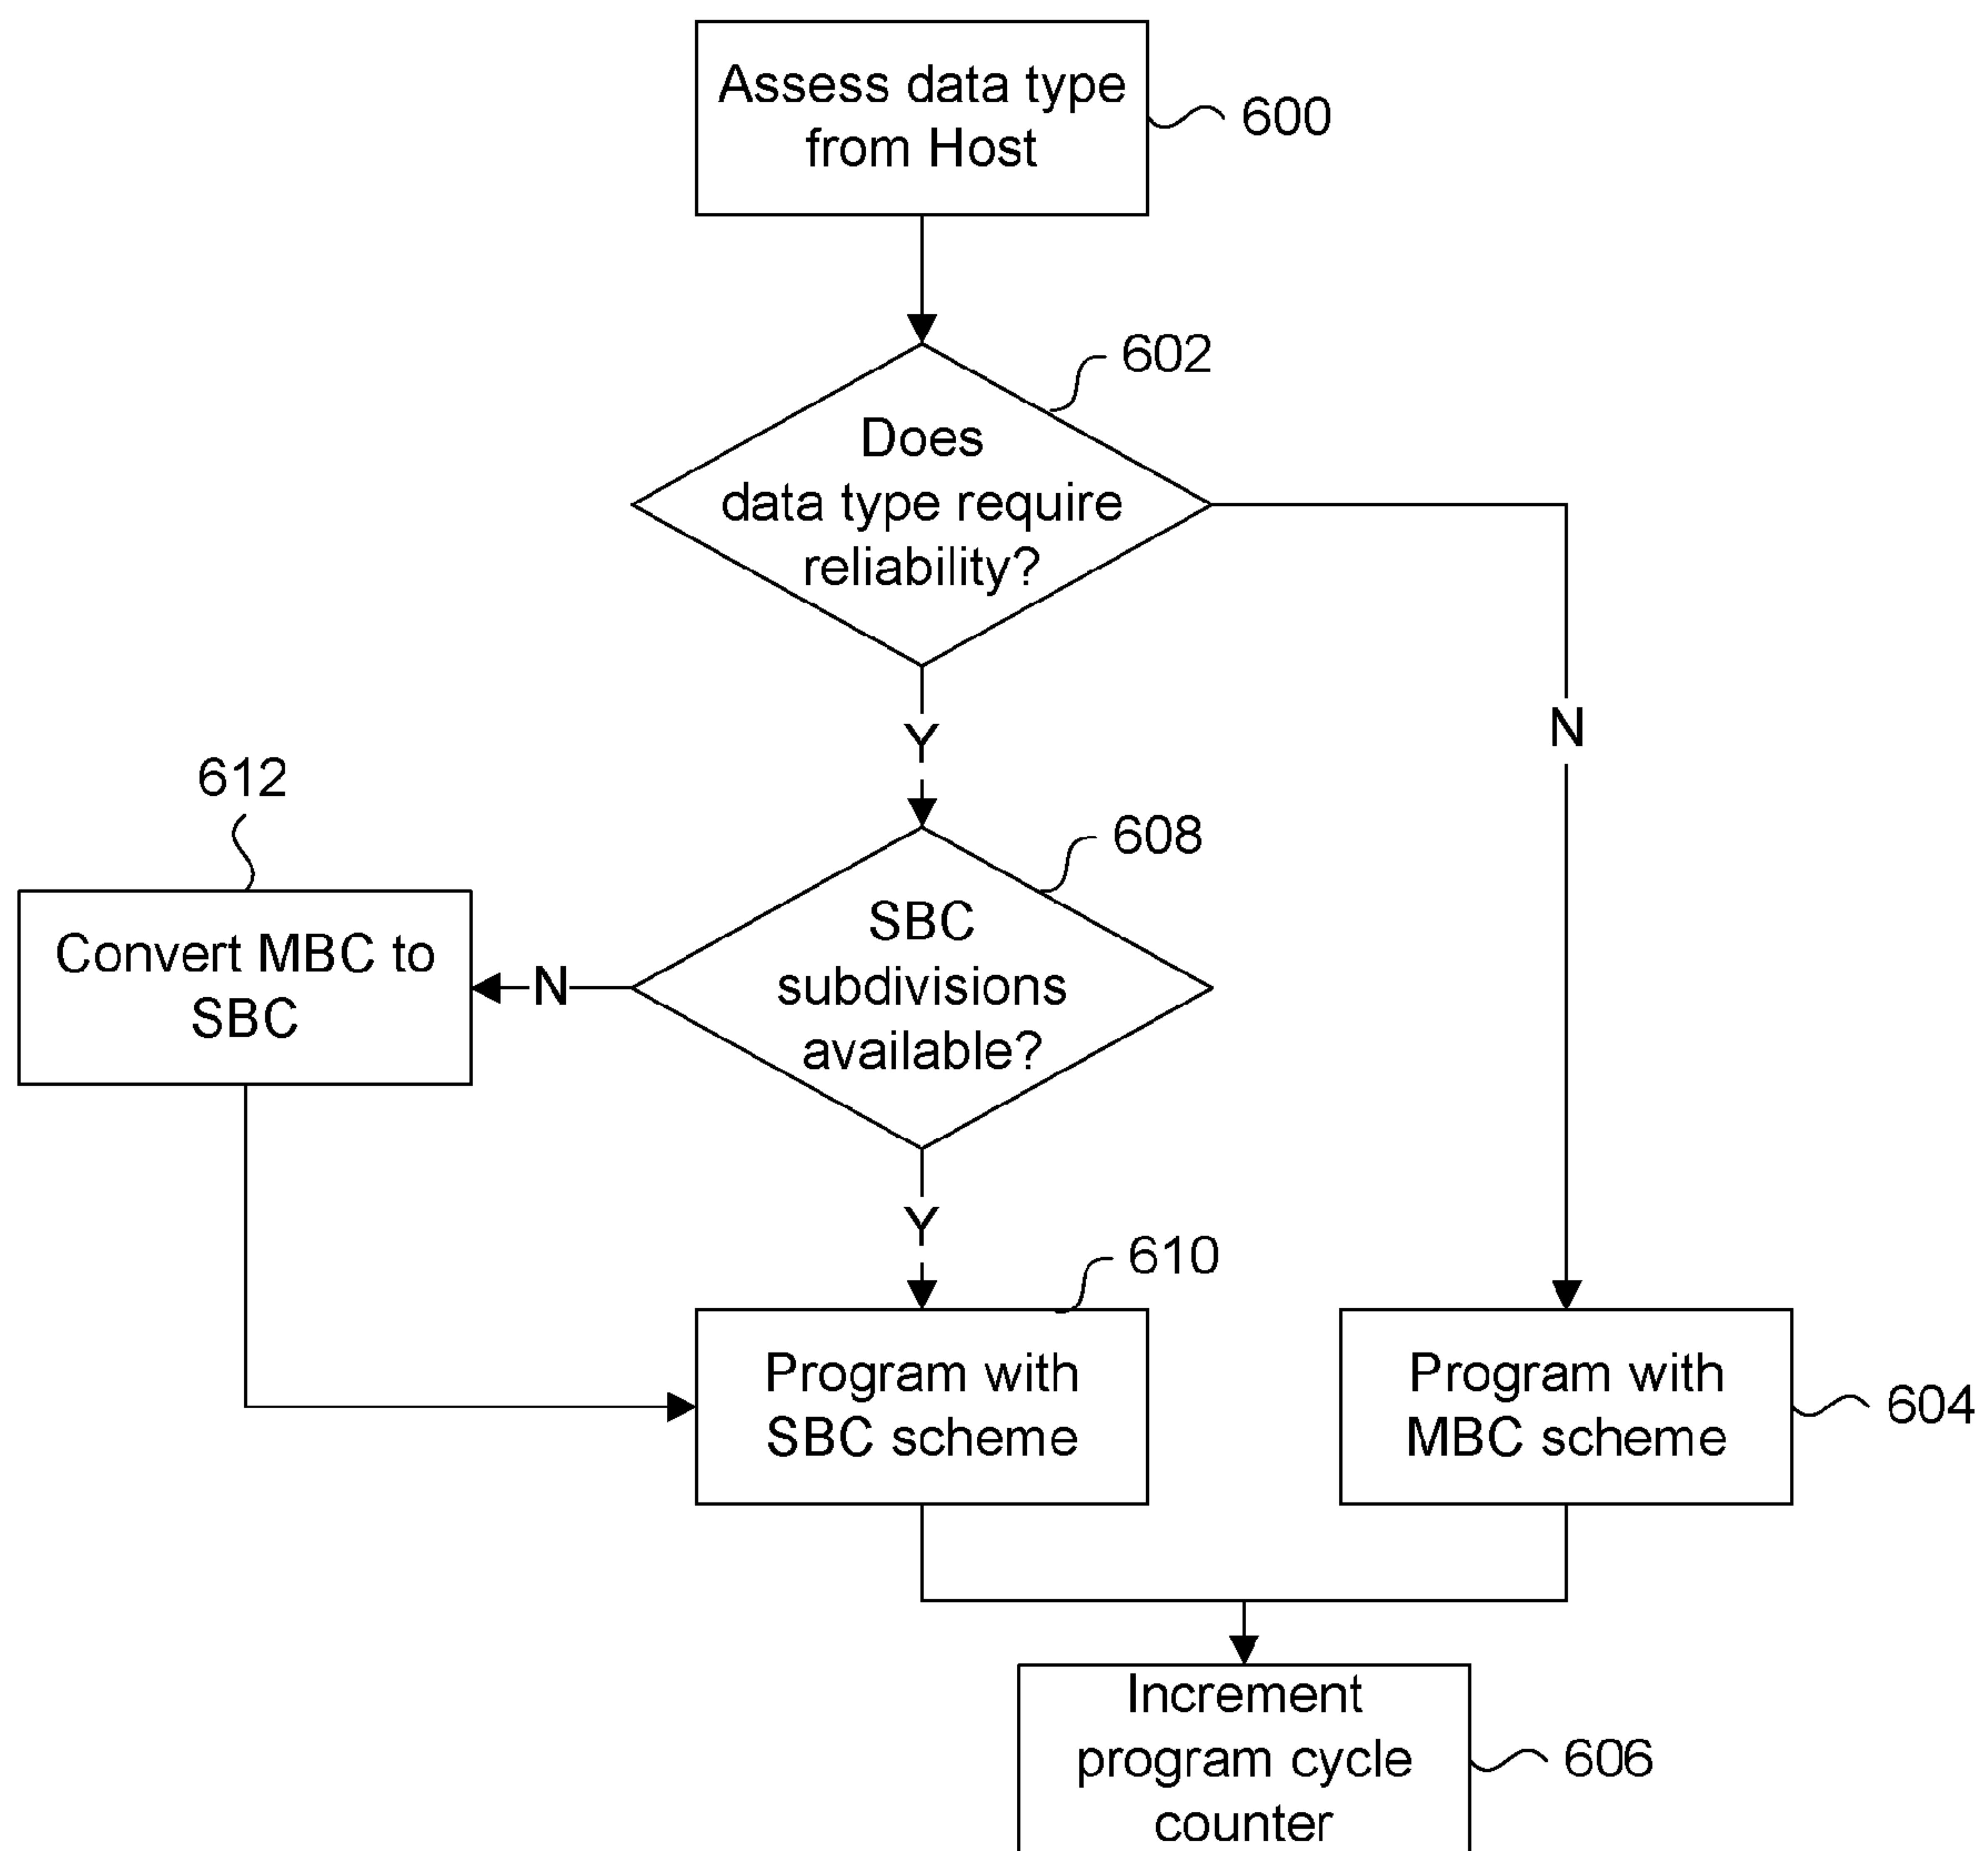 Assess data type
from Host
600
602
Does
data type require
reliability?
Y
N
612
608
Convert MBC to
SBC
N
SBC
subdivisions
available?
Y
610
Program with
SBC scheme
Program with
MBC scheme
604
Increment
program cycle
counter
606